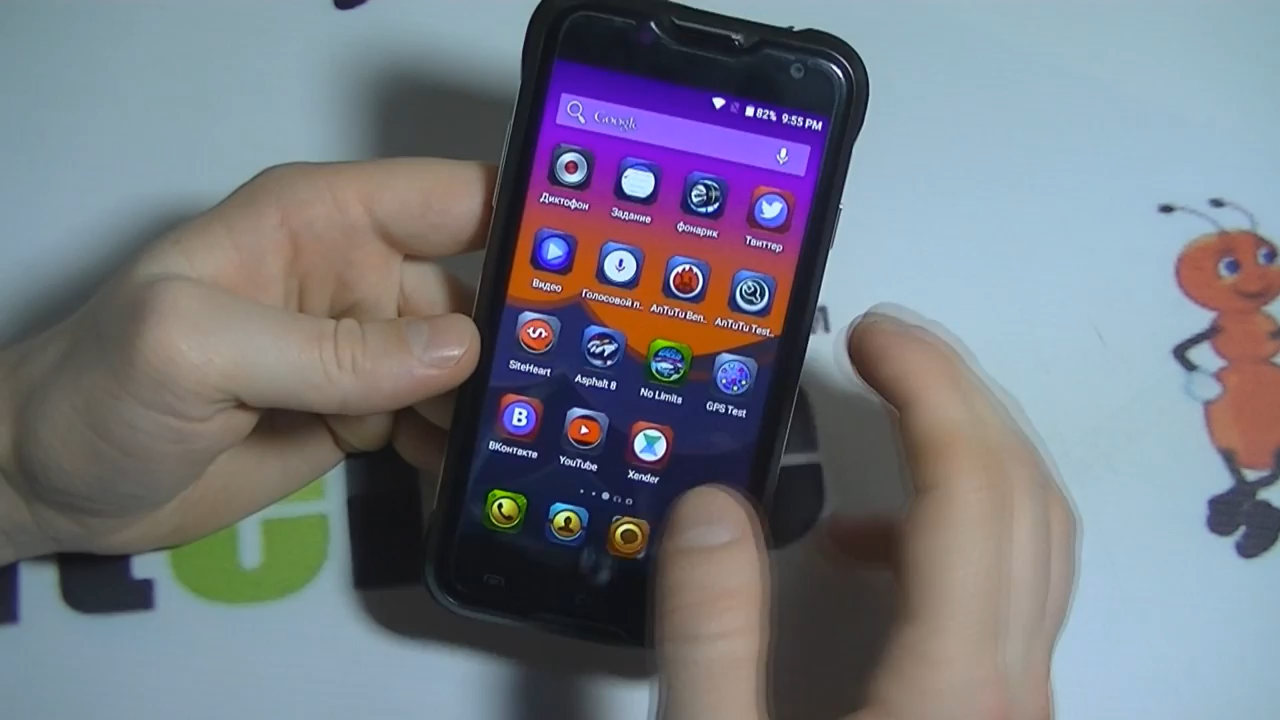 82% 9:55 PM
Google
Диктофон Задание фонарик Твиттер
Видео Голосовой п.. AnTuTu Ben.. AnTuTu Test..
SiteHeart Asphalt 8 No Limits GPS Test
B
ВКонтакте YouTube Xender